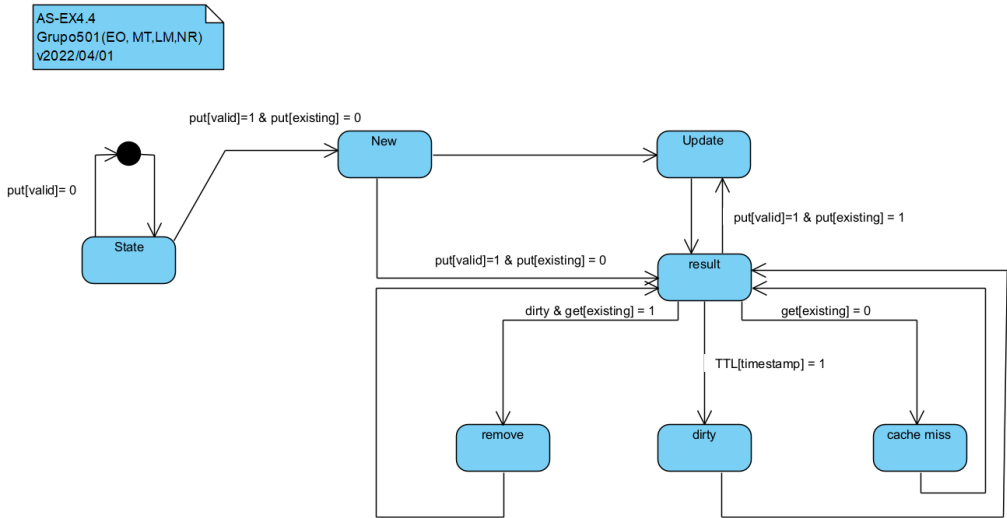 AS-EX4.4
Grupo501(EO, MT,LM,NR)
v2022/04/01
put[valid]=1 & put[existing] = 0
New
Update
put[valid]= 0
put[valid]=1 & put[existing] = 1
State
put[valid]=1 & put[existing] = 0
result
dirty & get[existing] = 1
get[existing] = 0
TTL[timestamp] = 1
remove
dirty
cache miss